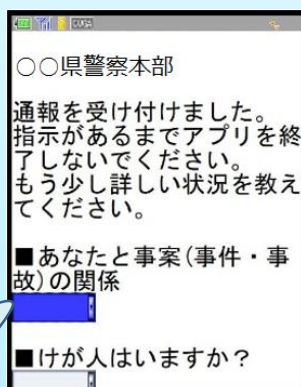 ○○県警察本部
通報を受け付けました。
指示があるまでアプリを終
了しないでください。
もう少し詳しい状況を教え
てください。
■あなたと事案(事件・事
故)の関係
■けが人はいますか？